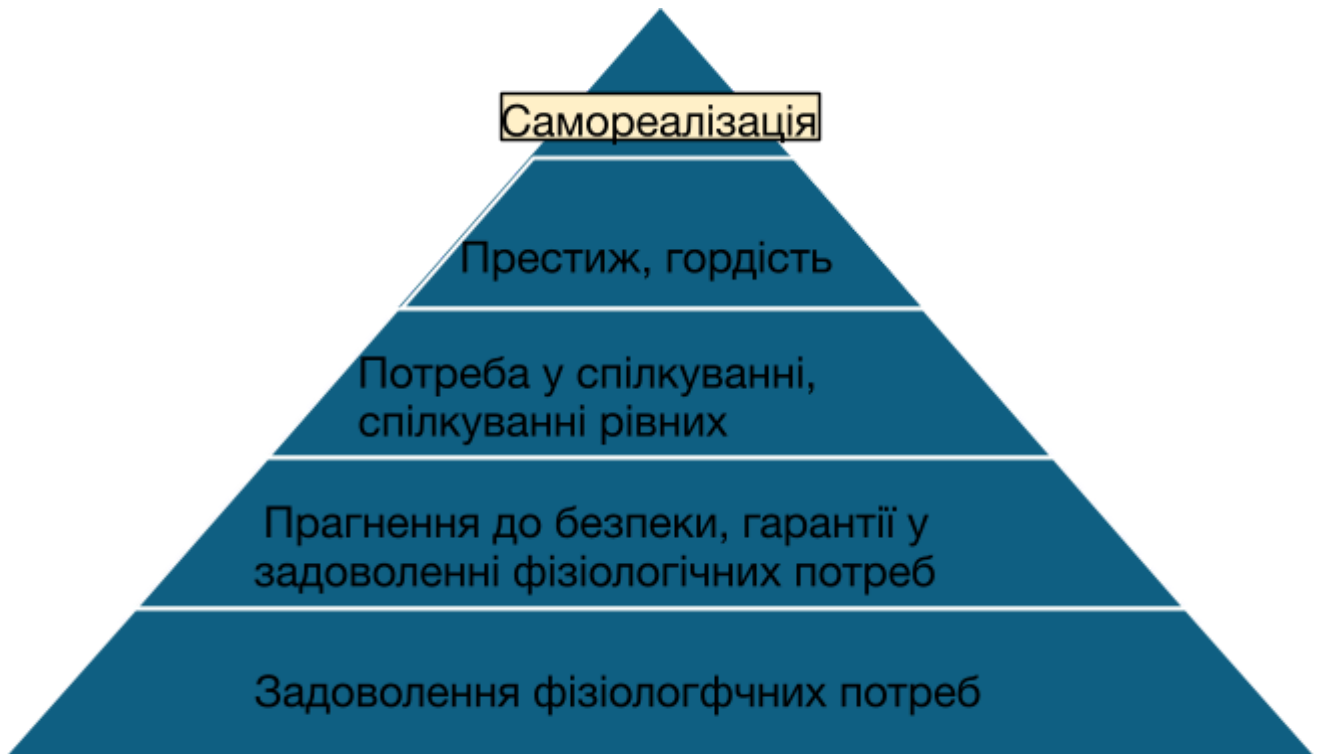 Самореалізація
Престиж, гордість
Потреба у спілкуванні,
спілкуванні рівних
Прагнення до безпеки, гарантії у
задоволенні фізіологічних потреб
Задоволення фізіологфчних потреб